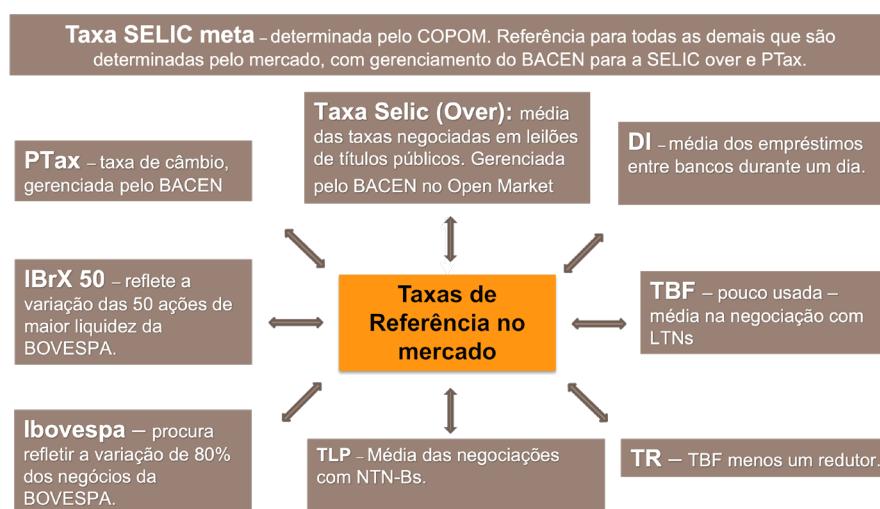 Taxa SELIC meta – determinada pelo COPOM. Referência para todas as demais que são
determinadas pelo mercado, com gerenciamento do BACEN para a SELIC over e PTax.
Taxa Selic (Over): média
das taxas negociadas em leilões
de títulos públicos. Gerenciada
pelo BACEN no Open Market
PTax – taxa de câmbio,
gerenciada pelo BACEN
DI – média dos empréstimos
entre bancos durante um dia.
IBrX 50 – reflete a
variação das 50 ações de
maior liquidez da
BOVESPA.
Taxas de
Referência no
mercado
TBF – pouco usada –
média na negociação com
LTNs
Ibovespa – procura
refletir a variação de 80%
dos negócios da
BOVESPA.
TLP – Média das negociações
com NTN-Bs.
TR – TBF menos um redutor.